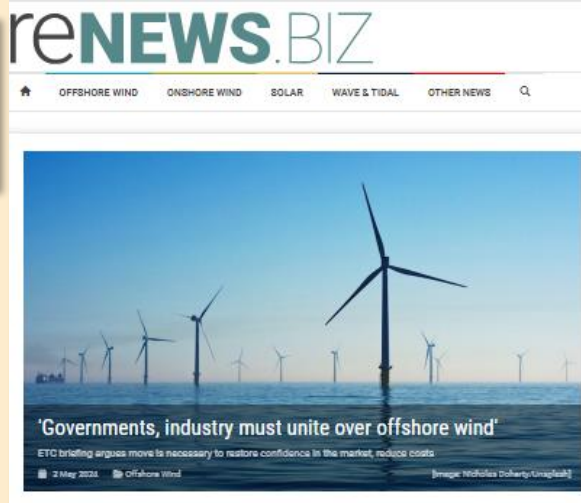 reNEWS.BIZ
OFFSHORE WIND ONSHORE WIND SOLAR WAVE & TIDAL OTHER NEWS
'Governments, industry must unite over offshore wind'
ETC briefing argues move is necessary to restore confidence in the market, reduce costs
2 May 2024 Offshore Wind [Image: Nicholas Doherty/Unsplash]